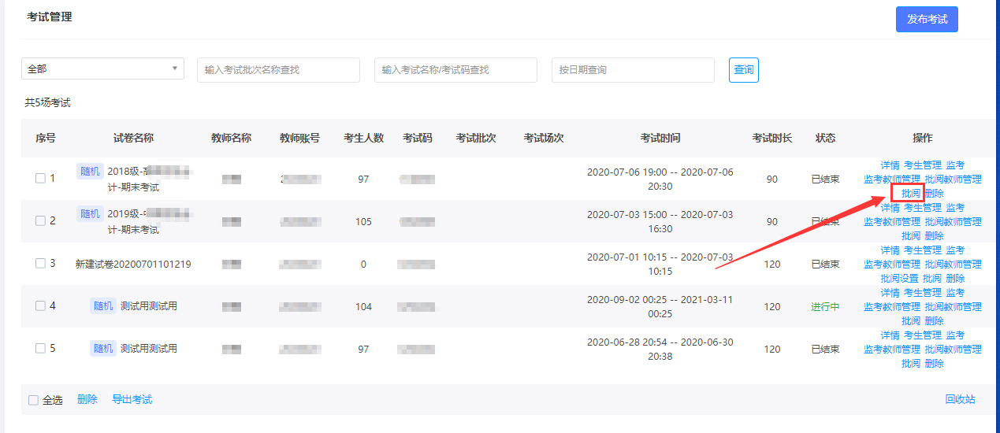 考试管理
发布考试
全部
输入考试批次名称查找
输入考试名称/考试码查找
按日期查询
查询
共5场考试
序号 试卷名称 教师名称 教师账号 考生人数 考试码 考试批次 考试场次 考试时间 考试时长 状态 操作
1 随机 2018级- 97 2020-07-06 19:00 -- 2020-07-06 90 已结束 详情 考生管理 监考
计-期末考试 20:30 监考教师管理 批阅教师管理
批阅 删除
2 随机 2019级- 105 2020-07-03 15:00 -- 2020-07-03 90 已结束 详情 考生管理 监考
计-期末考试 16:30 监考教师管理 批阅教师管理
批阅 删除
3 新建试卷20200701101219 0 2020-07-01 10:15 -- 2020-07-03 120 已结束 详情 考生管理 监考
10:15 监考教师管理 批阅教师管理
批阅设置 批阅 删除
4 随机 测试用测试用 104 2020-09-02 00:25 -- 2021-03-11 120 进行中 详情 考生管理 监考
00:25 监考教师管理 批阅教师管理
批阅 删除
5 随机 测试用测试用 97 2020-06-28 20:54 -- 2020-06-30 120 已结束 详情 考生管理 监考
20:38 监考教师管理 批阅教师管理
批阅 删除
全选 删除 导出考试 回收站